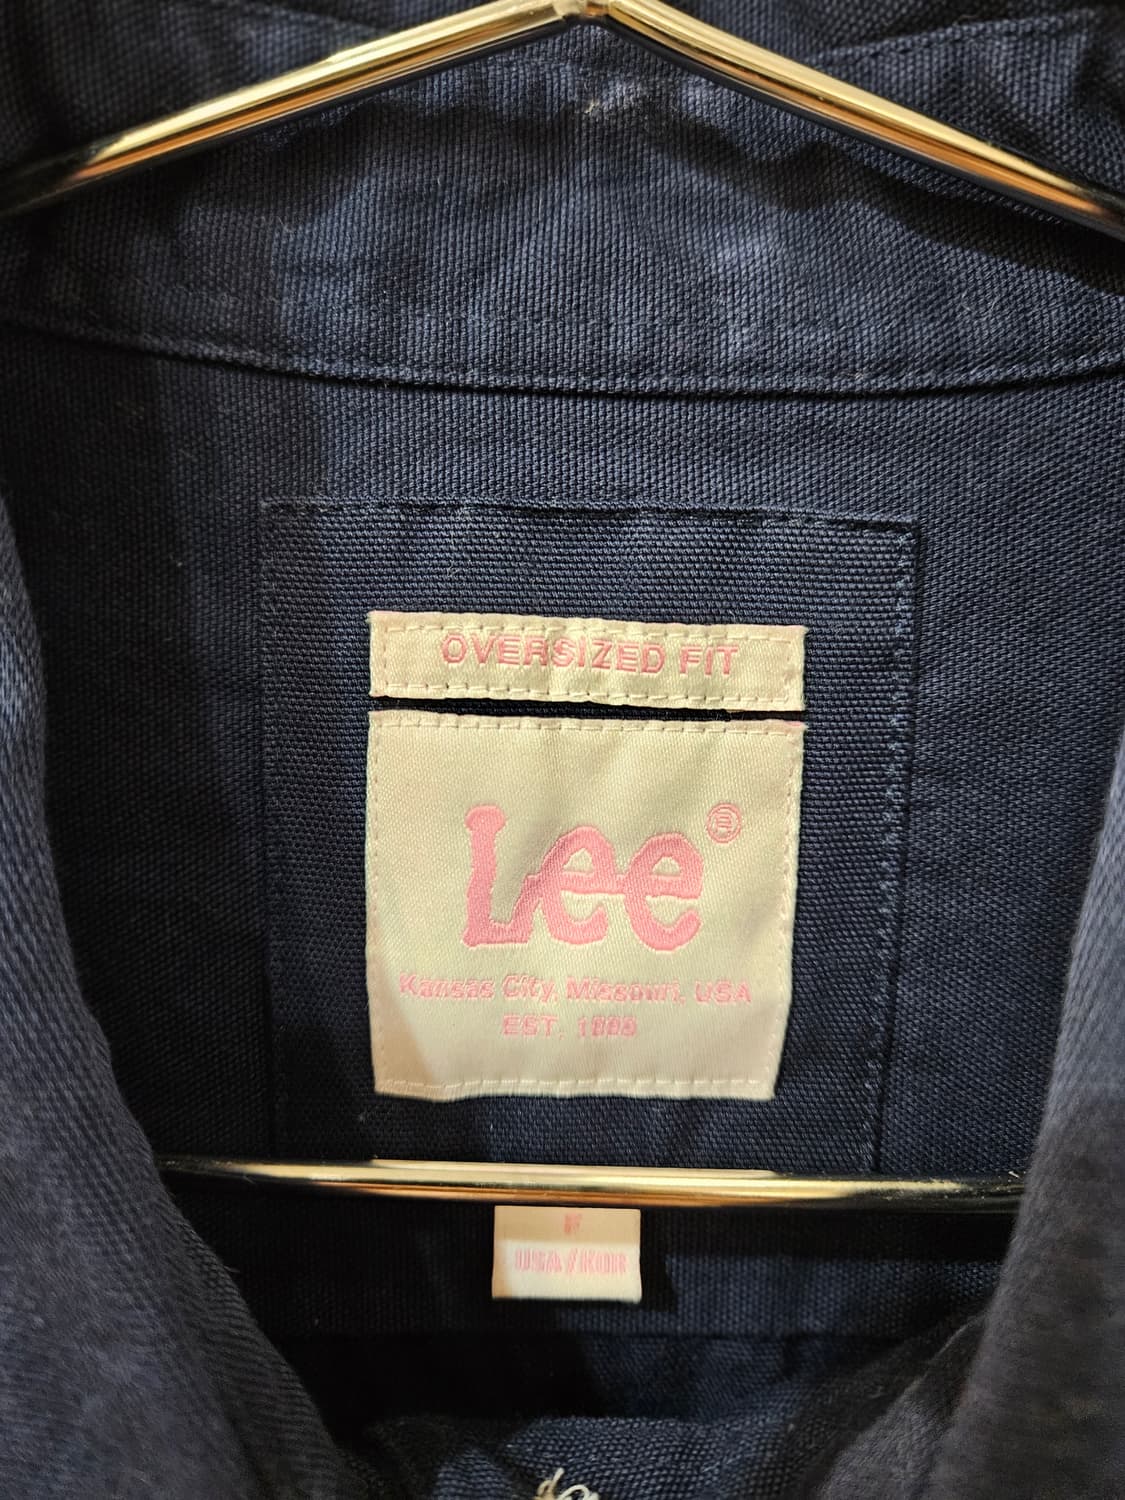 OVERSIZED FIT
Lee®
Kansas City, Missouri, USA
EST. 1889
F
USA/KOR